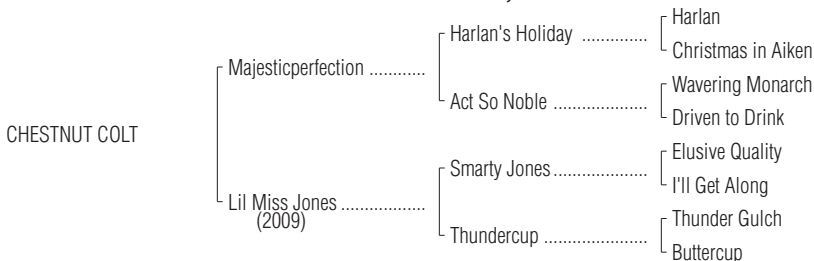 Harlan
Harlan's Holiday .............
Christmas in Aiken
Majesticperfection ............
Wavering Monarch
Act So Noble ....................
Driven to Drink
CHESTNUT COLT
Elusive Quality
Smarty Jones....................
I'll Get Along
Lil Miss Jones ..................
(2009)
Thunder Gulch
Thundercup ......................
Buttercup